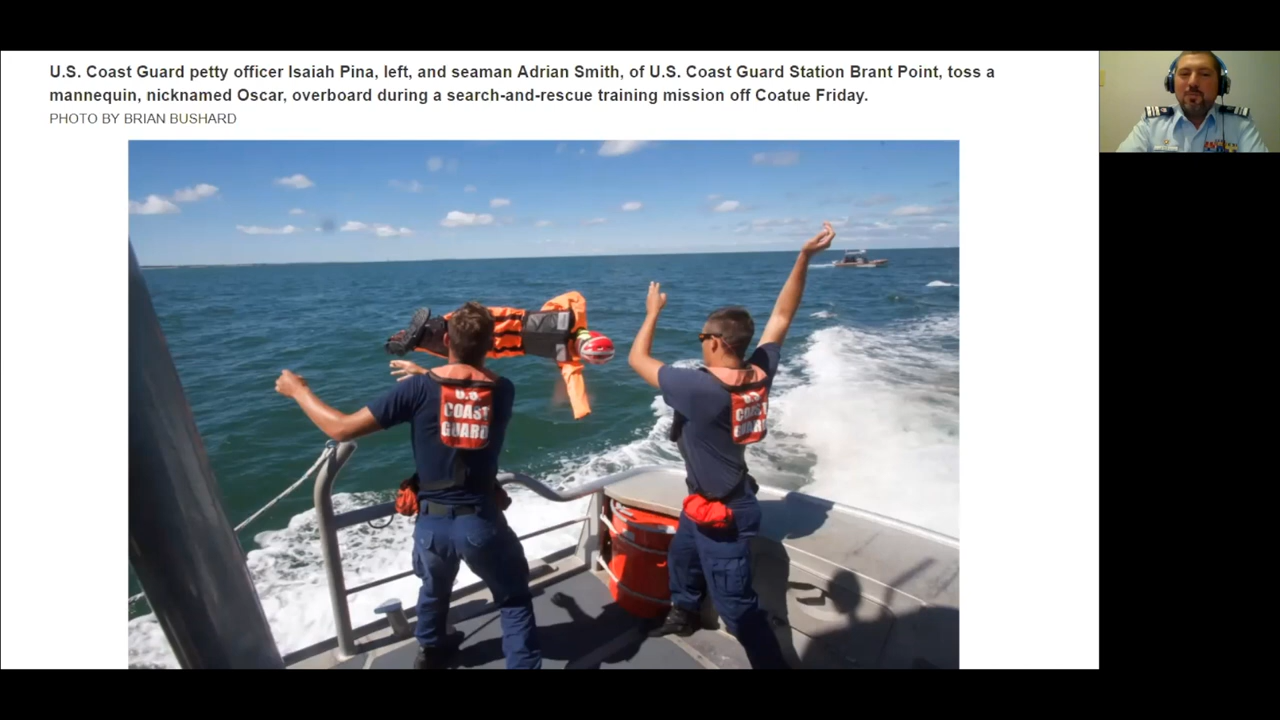 U.S. Coast Guard petty officer Isaiah Pina, left, and seaman Adrian Smith, of U.S. Coast Guard Station Brant Point, toss a
mannequin, nicknamed Oscar, overboard during a search-and-rescue training mission off Coatue Friday.
PHOTO BY BRIAN BUSHARD
U.S.
COAST
GUARD
U.S.
COAST
GUARD